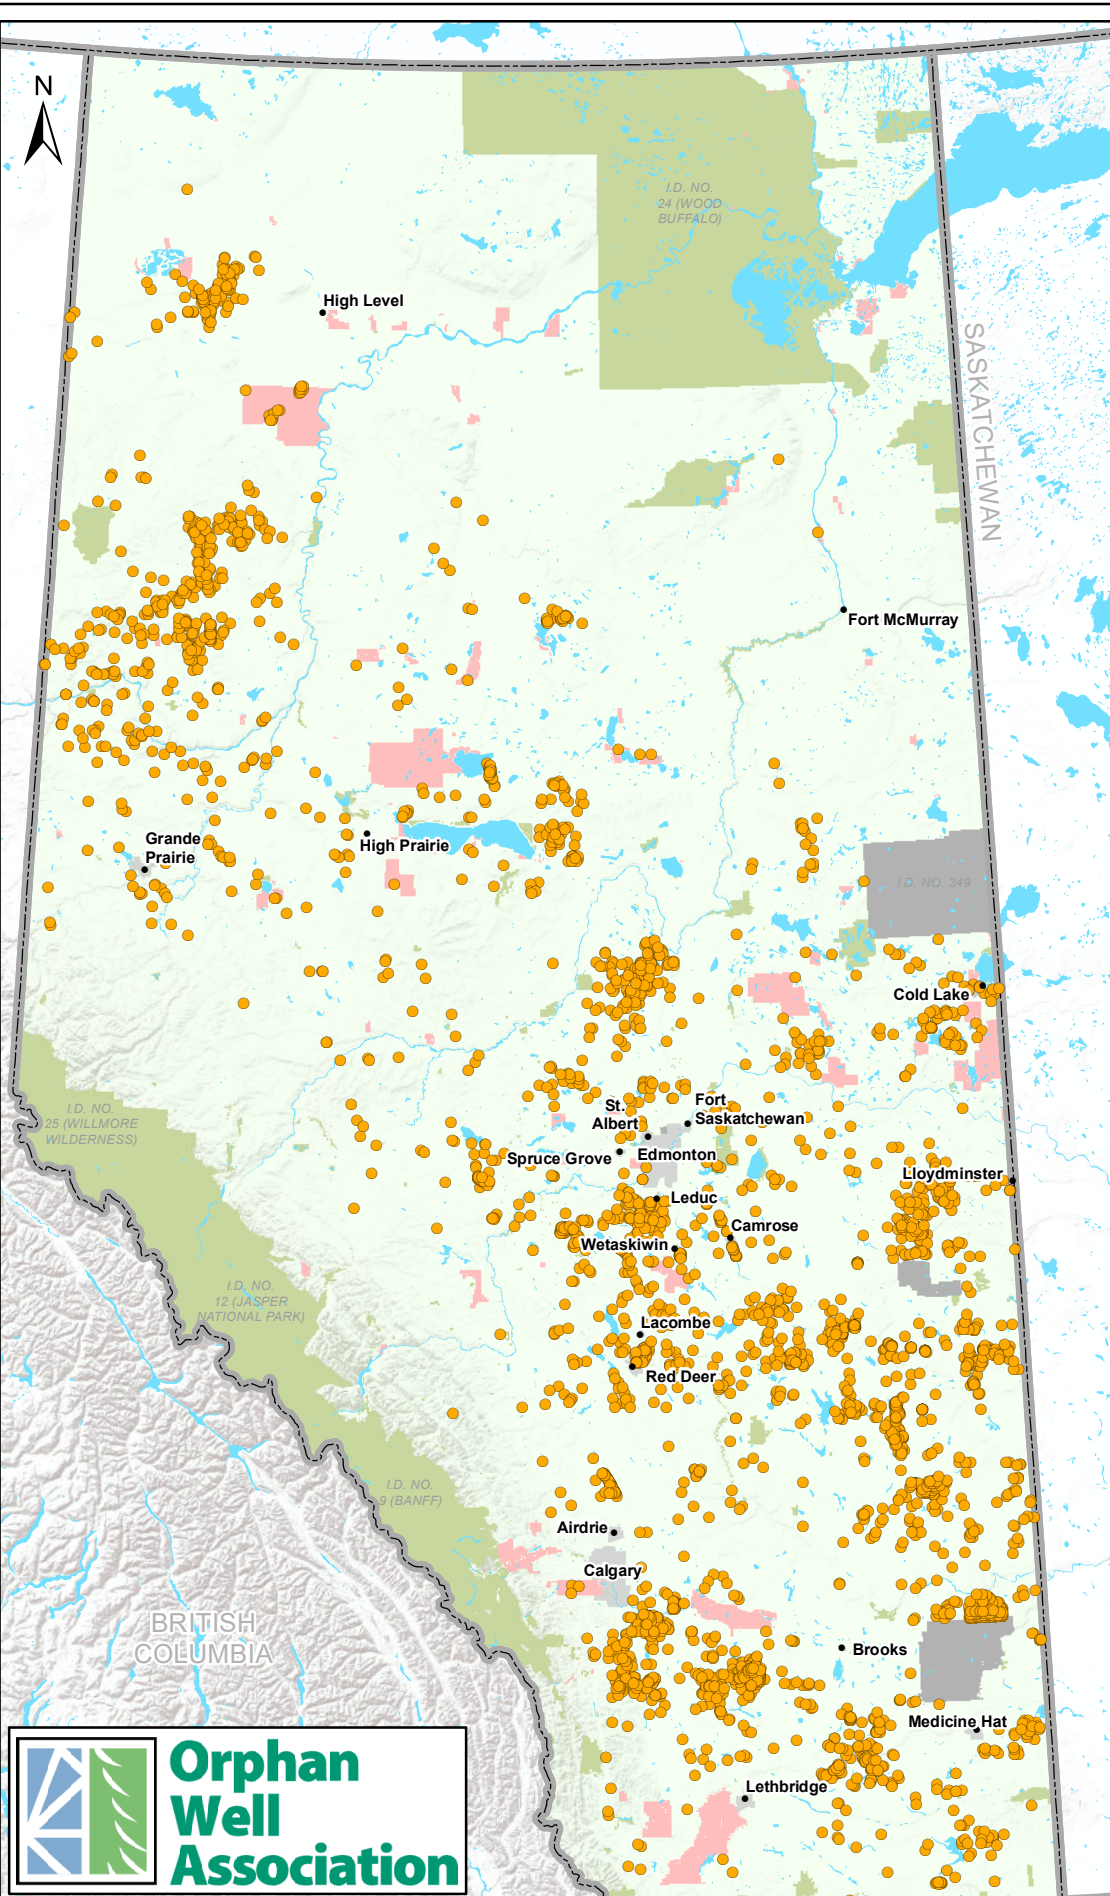 N
I.D. NO.
24 (WOOD
BUFFALO)
High Level
SASKATCHEWAN
Fort McMurray
Grande
Prairie
High Prairie
I.D. NO. 349
Cold Lake
I.D. NO.
25 (WILLMORE
WILDERNESS)
St.
Albert
Fort
Saskatchewan
Spruce Grove
Edmonton
Lloydminster
Leduc
Camrose
Wetaskiwin
I.D. NO.
12 (JASPER
NATIONAL PARK)
Lacombe
Red Deer
I.D. NO.
9 (BANFF)
Airdrie
Calgary
BRITISH
COLUMBIA
Brooks
Medicine Hat
Lethbridge
Orphan
Well
Association